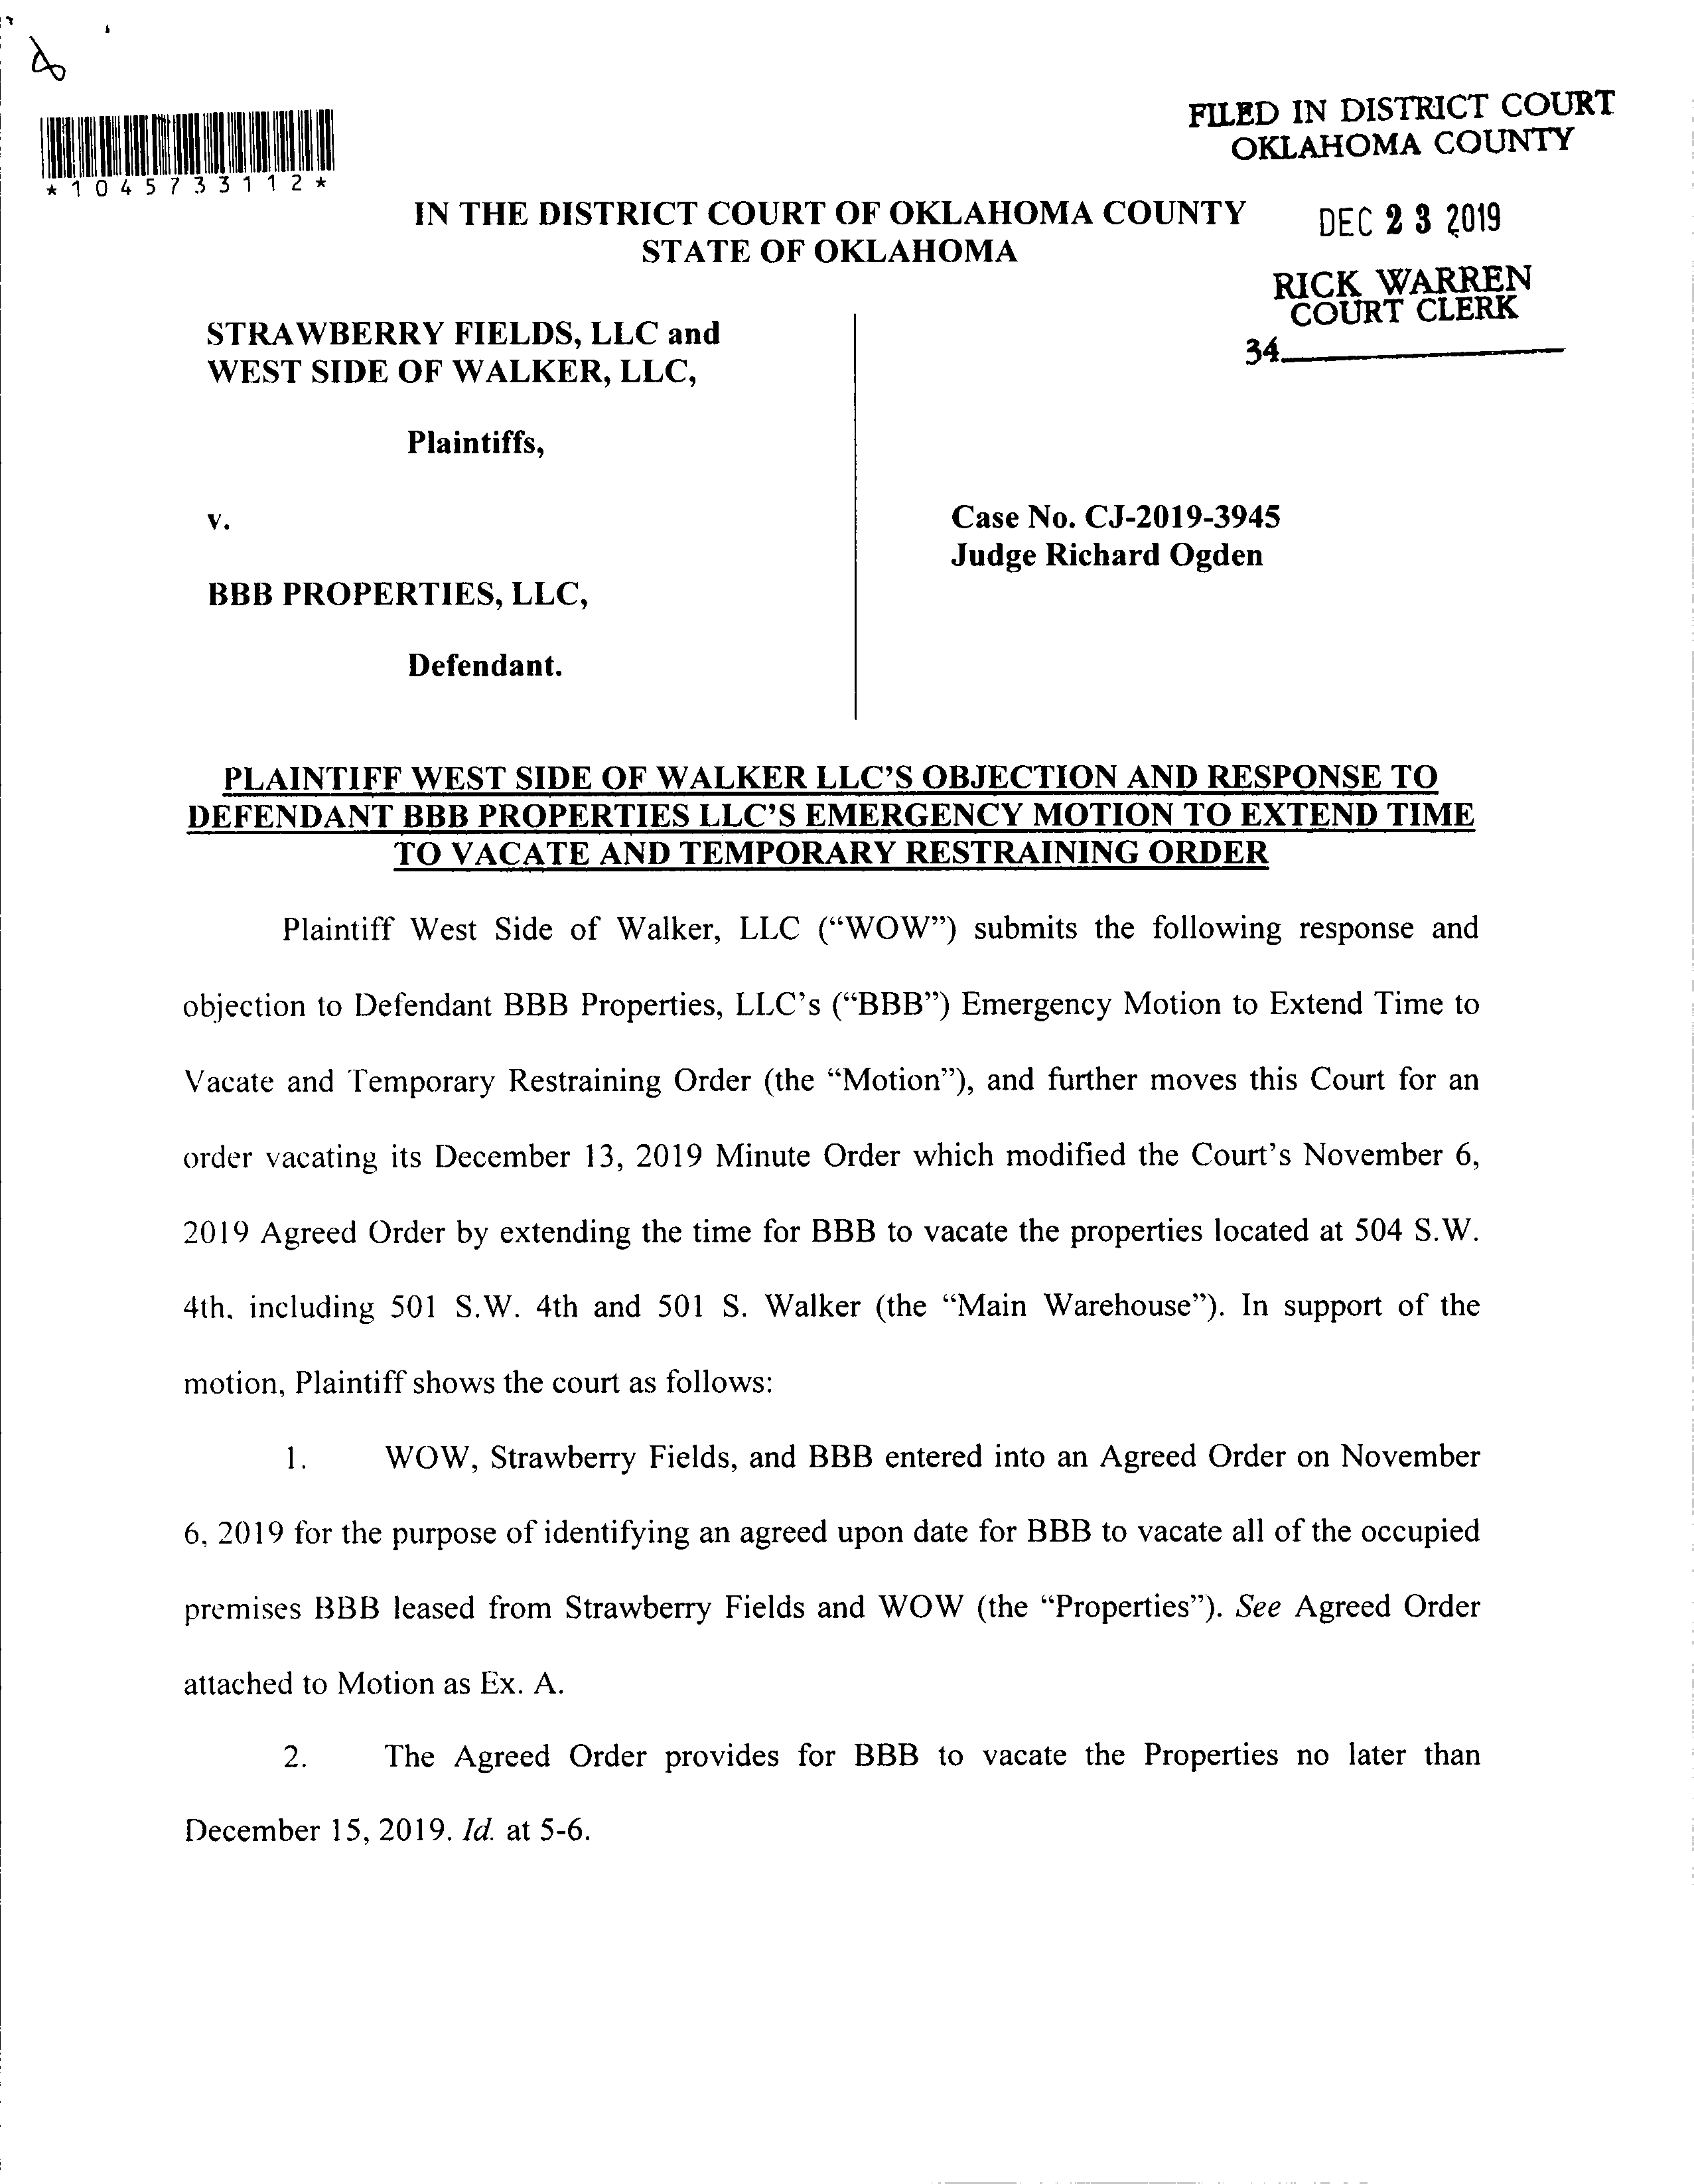 FILED IN DISTRICT COURT
OKLAHOMA COUNTY
*1045733112*
IN THE DISTRICT COURT OF OKLAHOMA COUNTY
STATE OF OKLAHOMA
DEC 23 2019
RICK WARREN
COURT CLERK
34
STRAWBERRY FIELDS, LLC and
WEST SIDE OF WALKER, LLC,
Plaintiffs,
v.
Case No. CJ-2019-3945
Judge Richard Ogden
BBB PROPERTIES, LLC,
Defendant.
PLAINTIFF WEST SIDE OF WALKER LLC’S OBJECTION AND RESPONSE TO
DEFENDANT BBB PROPERTIES LLC’S EMERGENCY MOTION TO EXTEND TIME
TO VACATE AND TEMPORARY RESTRAINING ORDER
Plaintiff West Side of Walker, LLC (“WOW”) submits the following response and
objection to Defendant BBB Properties, LLC’s (“BBB”) Emergency Motion to Extend Time to
Vacate and Temporary Restraining Order (the “Motion”), and further moves this Court for an
order vacating its December 13, 2019 Minute Order which modified the Court’s November 6,
2019 Agreed Order by extending the time for BBB to vacate the properties located at 504 S.W.
4th. including 501 S.W. 4th and 501 S. Walker (the “Main Warehouse”). In support of the
motion, Plaintiff shows the court as follows:
1. WOW, Strawberry Fields, and BBB entered into an Agreed Order on November
6, 2019 for the purpose of identifying an agreed upon date for BBB to vacate all of the occupied
premises BBB leased from Strawberry Fields and WOW (the “Properties”). See Agreed Order
attached to Motion as Ex. A.
2. The Agreed Order provides for BBB to vacate the Properties no later than
December 15, 2019. Id. at 5-6.